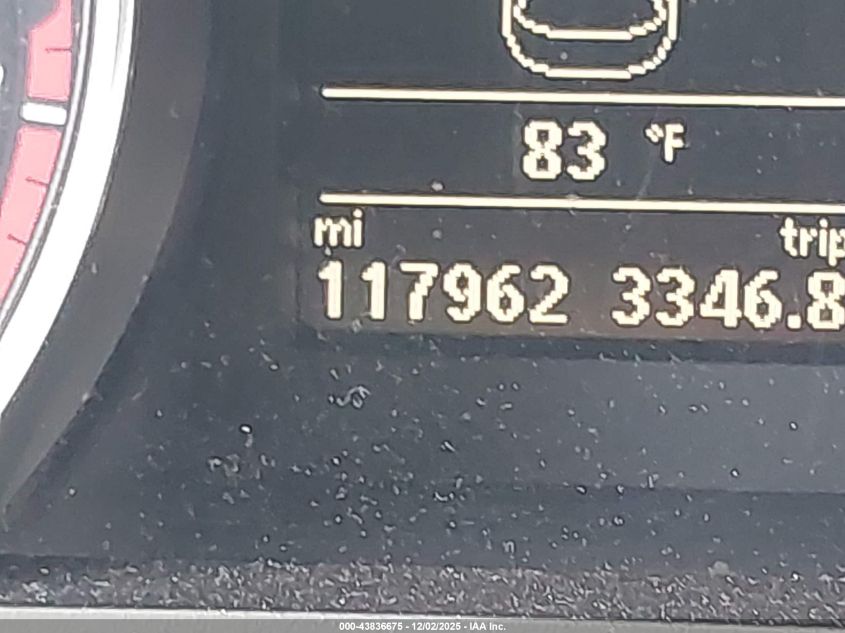 83 °F
mi trip
117962 3346.8
000-43836675 - 12/02/2025 - IAA Inc.